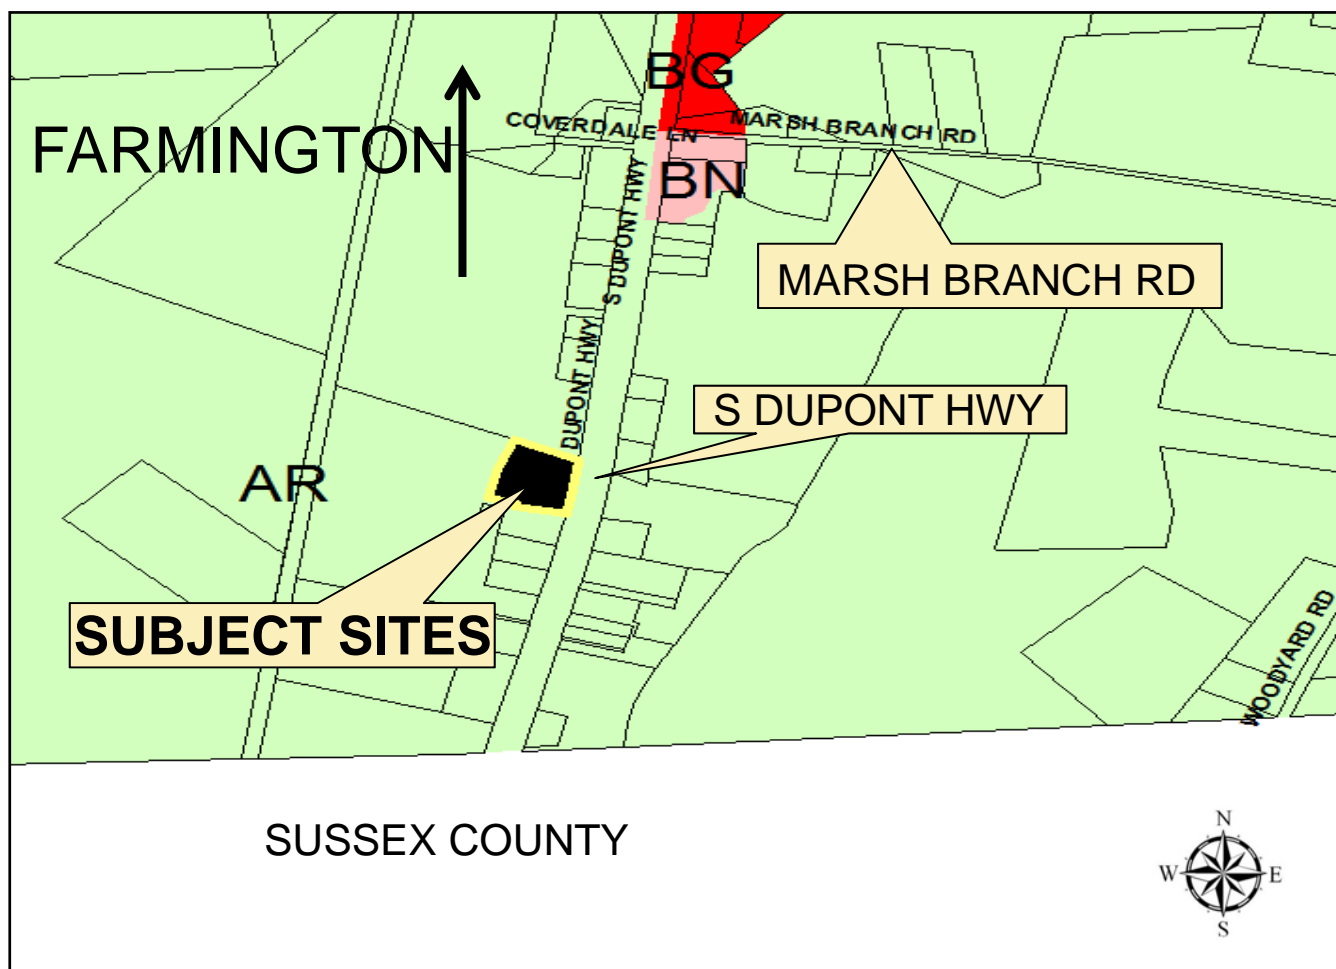 BG
COVERDALE LN
MARSH BRANCH RD
FARMINGTON
BN
S DUPONT HWY
MARSH BRANCH RD
DUPONT HWY
S DUPONT HWY
AR
SUBJECT SITES
WOODYARD RD
SUSSEX COUNTY
N
W E
S